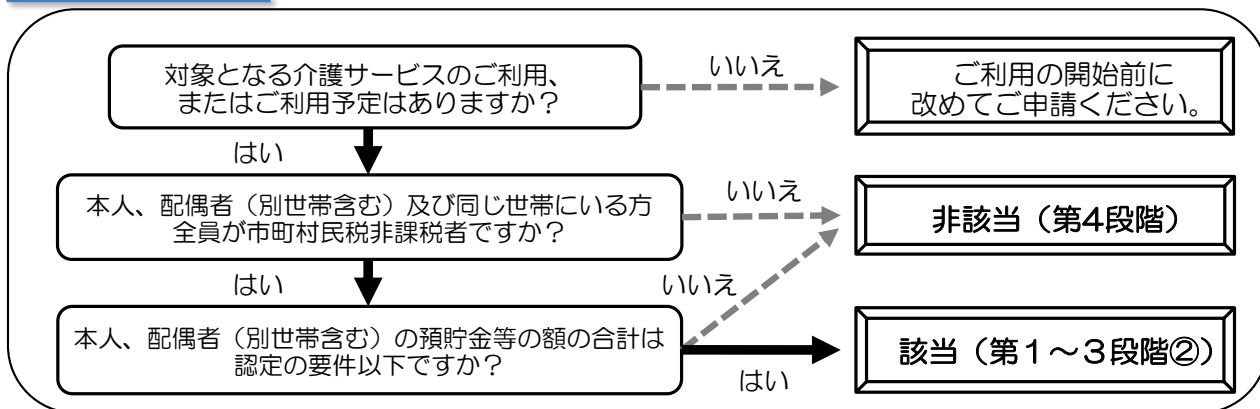 対象となる介護サービスのご利用、
またはご利用予定はありますか？
いいえ
ご利用の開始前に
改めてご申請ください。
はい
本人、配偶者（別世帯含む）及び同じ世帯にいる方
全員が市町村民税非課税者ですか？
いいえ
非該当（第4段階）
はい
いいえ
本人、配偶者（別世帯含む）の預貯金等の額の合計は
認定の要件以下ですか？
はい
該当（第１～３段階②）